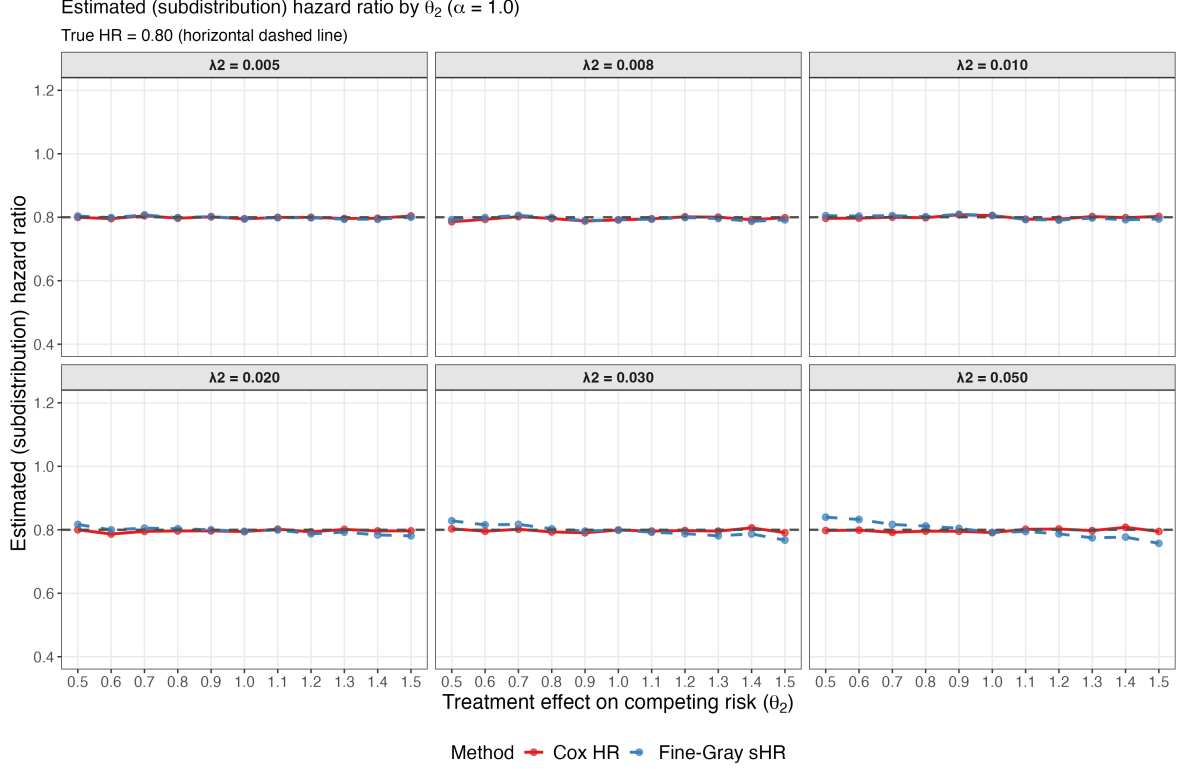 Estimated (subdistribution) hazard ratio by θ2 (α = 1.0)
True HR = 0.80 (horizontal dashed line)
λ2 = 0.005 λ2 = 0.008 λ2 = 0.010
1.2
1.0
0.8
0.6
0.4
λ2 = 0.020 λ2 = 0.030 λ2 = 0.050
1.2
1.0
0.8
0.6
0.4
Estimated (subdistribution) hazard ratio
0.5 0.6 0.7 0.8 0.9 1.0 1.1 1.2 1.3 1.4 1.5 0.5 0.6 0.7 0.8 0.9 1.0 1.1 1.2 1.3 1.4 1.5 0.5 0.6 0.7 0.8 0.9 1.0 1.1 1.2 1.3 1.4 1.5
Treatment effect on competing risk (θ2)
Method Cox HR Fine-Gray sHR